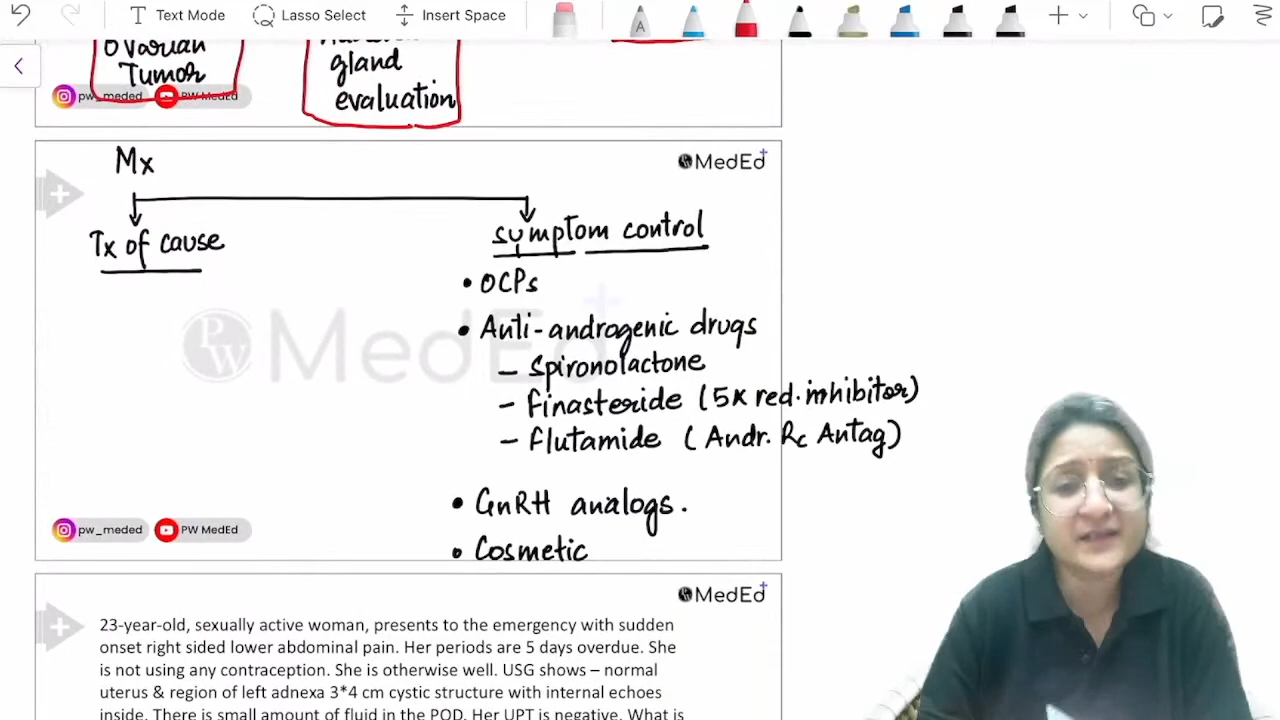 Text Mode
Lasso Select
Insert Space
Ovarian
Tumor
gland
evaluation
pw_meded PW MedEd
Mx
MedEd
Tx of cause
symptom control
• OCPs
• Anti-androgenic drugs
– Spironolactone
– Finasteride (5α red. inhibitor)
– Flutamide (Andr. Rc Antag)
• GnRH analogs.
• Cosmetic
PW MedEd
pw_meded PW MedEd
MedEd
23-year-old, sexually active woman, presents to the emergency with sudden
onset right sided lower abdominal pain. Her periods are 5 days overdue. She
is not using any contraception. She is otherwise well. USG shows – normal
uterus & region of left adnexa 3*4 cm cystic structure with internal echoes
inside. There is small amount of fluid in the POD. Her UPT is negative. What is